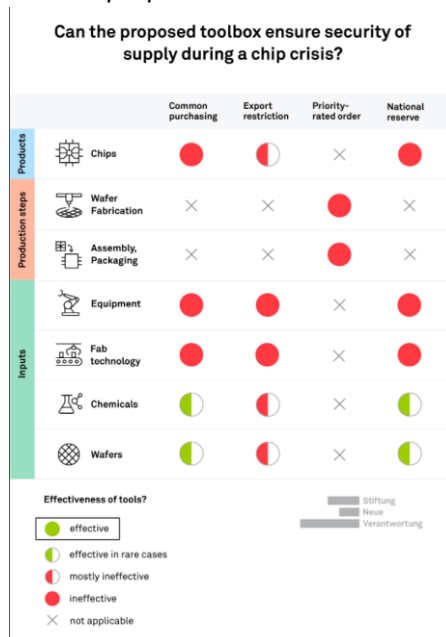 Can the proposed toolbox ensure security of
supply during a chip crisis?
Common
purchasing
Export
restriction
Priority-
rated order
National
reserve
Products
Chips
Production steps
Wafer
Fabrication
Assembly,
Packaging
Inputs
Equipment
Fab
technology
Chemicals
Wafers
Effectiveness of tools?
effective
effective in rare cases
mostly ineffective
ineffective
not applicable
Stiftung
Neue
Verantwortung